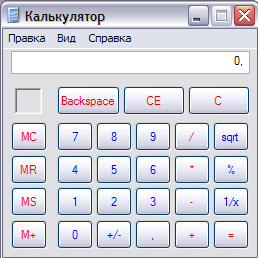 Калькулятор
Правка Вид Справка
0,
Backspace CE C
MC 7 8 9 / sqrt
MR 4 5 6 * %
MS 1 2 3 - 1/x
M+ 0 +/- , + =